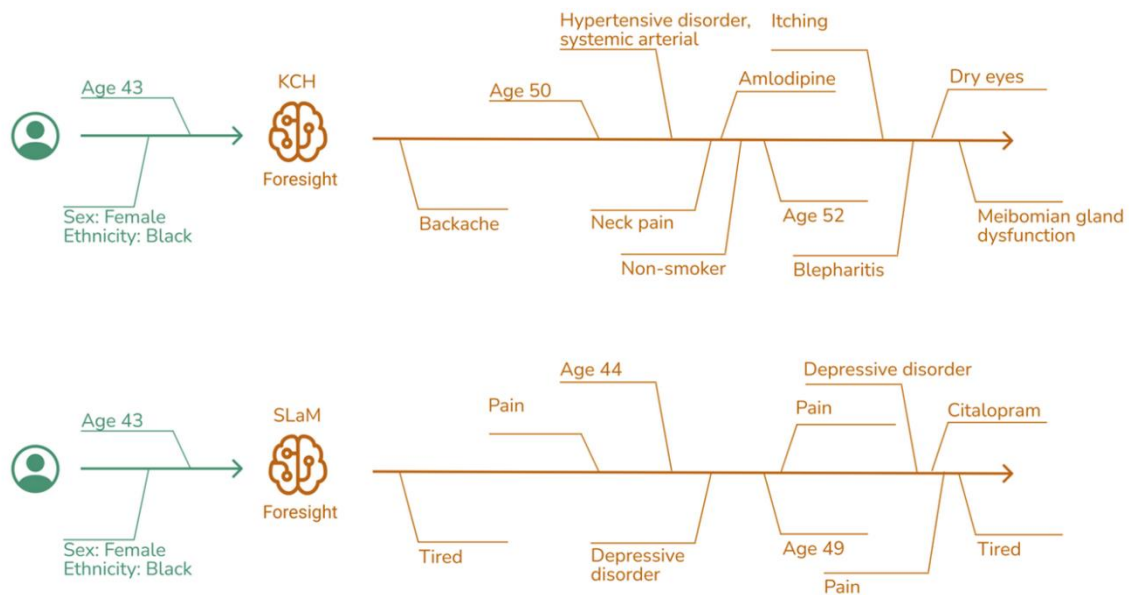 Hypertensive disorder,
systemic arterial
Itching
Age 43
KCH
Age 50
Amlodipine
Dry eyes
Foresight
Sex: Female
Ethnicity: Black
Backache
Neck pain
Age 52
Meibomian gland
dysfunction
Non-smoker
Blepharitis
Age 44
Depressive disorder
Age 43
SLaM
Pain
Pain
Citalopram
Foresight
Sex: Female
Ethnicity: Black
Tired
Depressive
disorder
Age 49
Tired
Pain